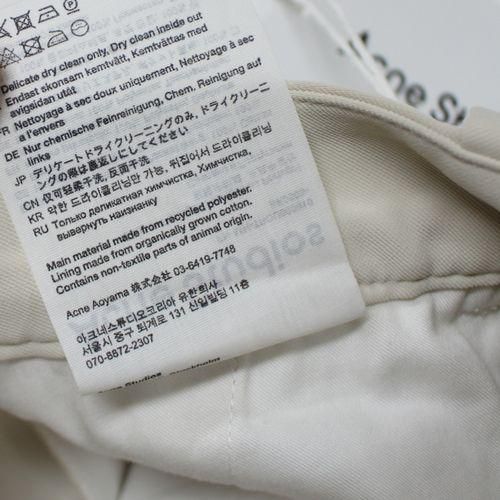 Delicate dry clean only, Dry clean inside out
Endast skonsam kemtvätt, Kemtvättas med
avigsidan utåt
FR Nettoyage à sec doux uniquement, Nettoyage à sec
à l'envers
DE Nur chemische Feinreinigung, Chem. Reinigung auf
links
JP デリケートドライクリーニングのみ、ドライクリーニ
ングの際は裏返しにしてください
CN 仅可轻柔干洗, 反面干洗
KR 약한 드라이클리닝만 가능, 뒤집어서 드라이클리닝
RU Только деликатная химчистка, Химчистка,
вывернуть наизнанку
Main material made from recycled polyester.
Lining made from organically grown cotton.
Contains non-textile parts of animal origin.
Acne Aoyama 株式会社 03-6419-7748
아크네스튜디오코리아 유한회사
서울시 중구 퇴계로 131 신일빌딩 11층
070-8872-2307
Acne Studios
Stockholm
Acne St